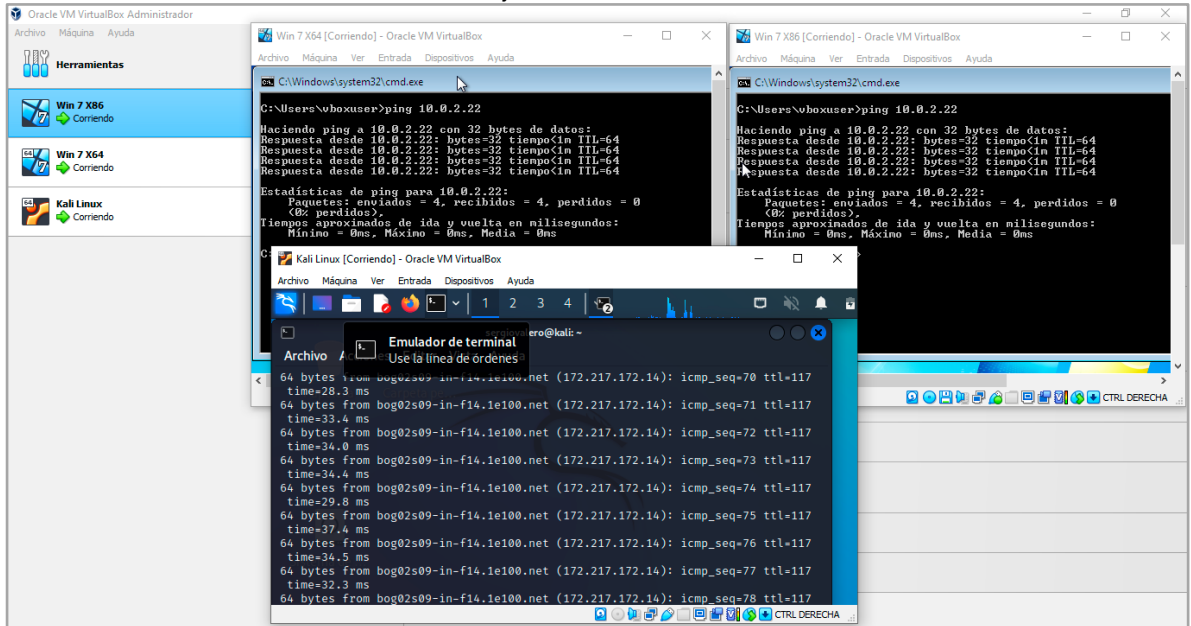 Oracle VM VirtualBox Administrador
Archivo Máquina Ayuda
Herramientas
Win 7 X86
Corriendo
64
Win 7 X64
Corriendo
64
Kali Linux
Corriendo
Win 7 X64 [Corriendo] - Oracle VM VirtualBox
Archivo Máquina Ver Entrada Dispositivos Ayuda
C:\Windows\system32\cmd.exe
C:\Users\vboxuser>ping 10.0.2.22
Haciendo ping a 10.0.2.22 con 32 bytes de datos:
Respuesta desde 10.0.2.22: bytes=32 tiempo<1m TTL=64
Respuesta desde 10.0.2.22: bytes=32 tiempo<1m TTL=64
Respuesta desde 10.0.2.22: bytes=32 tiempo<1m TTL=64
Respuesta desde 10.0.2.22: bytes=32 tiempo<1m TTL=64
Estadísticas de ping para 10.0.2.22:
Paquetes: enviados = 4, recibidos = 4, perdidos = 0
(0% perdidos),
Tiempos aproximados de ida y vuelta en milisegundos:
Mínimo = 0ms, Máximo = 0ms, Media = 0ms
Win 7 X86 [Corriendo] - Oracle VM VirtualBox
Archivo Máquina Ver Entrada Dispositivos Ayuda
C:\Windows\system32\cmd.exe
C:\Users\vboxuser>ping 10.0.2.22
Haciendo ping a 10.0.2.22 con 32 bytes de datos:
Respuesta desde 10.0.2.22: bytes=32 tiempo<1m TTL=64
Respuesta desde 10.0.2.22: bytes=32 tiempo<1m TTL=64
Respuesta desde 10.0.2.22: bytes=32 tiempo<1m TTL=64
Respuesta desde 10.0.2.22: bytes=32 tiempo<1m TTL=64
Estadísticas de ping para 10.0.2.22:
Paquetes: enviados = 4, recibidos = 4, perdidos = 0
(0% perdidos),
Tiempos aproximados de ida y vuelta en milisegundos:
Mínimo = 0ms, Máximo = 0ms, Media = 0ms
CTRL DERECHA
Kali Linux [Corriendo] - Oracle VM VirtualBox
Archivo Máquina Ver Entrada Dispositivos Ayuda
1 2 3 4 2
sergiovalero@kali: ~
Emulador de terminal
Archivo
Use la línea de órdenes
64 bytes from bog02s09-in-f14.1e100.net (172.217.172.14): icmp_seq=70 ttl=117
time=28.3 ms
64 bytes from bog02s09-in-f14.1e100.net (172.217.172.14): icmp_seq=71 ttl=117
time=33.4 ms
64 bytes from bog02s09-in-f14.1e100.net (172.217.172.14): icmp_seq=72 ttl=117
time=34.0 ms
64 bytes from bog02s09-in-f14.1e100.net (172.217.172.14): icmp_seq=73 ttl=117
time=34.4 ms
64 bytes from bog02s09-in-f14.1e100.net (172.217.172.14): icmp_seq=74 ttl=117
time=29.8 ms
64 bytes from bog02s09-in-f14.1e100.net (172.217.172.14): icmp_seq=75 ttl=117
time=37.4 ms
64 bytes from bog02s09-in-f14.1e100.net (172.217.172.14): icmp_seq=76 ttl=117
time=34.5 ms
64 bytes from bog02s09-in-f14.1e100.net (172.217.172.14): icmp_seq=77 ttl=117
time=32.3 ms
64 bytes from bog02s09-in-f14.1e100.net (172.217.172.14): icmp_seq=78 ttl=117
CTRL DERECHA